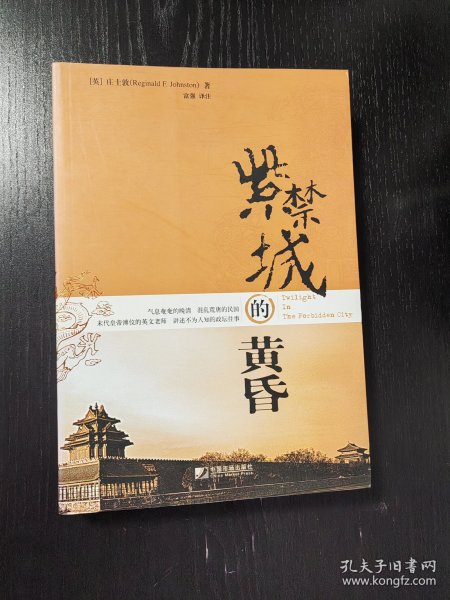 [英] 庄士敦(Reginald F. Johnston) 著
富强 译注
紫禁城的黄昏
Twilight
In
The Forbidden City
气息奄奄的晚清 混乱荒唐的民国
末代皇帝溥仪的英文老师 讲述不为人知的政坛往事
中国市场出版社
China Market Press
孔夫子旧书网
www.kongfz.com